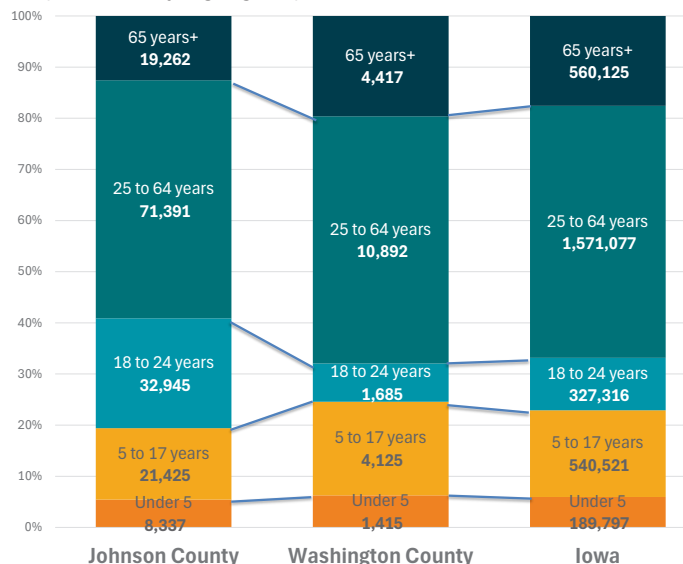 100%
90%
80%
70%
60%
50%
40%
30%
20%
10%
0%
65 years+
19,262
25 to 64 years
71,391
18 to 24 years
32,945
5 to 17 years
21,425
Under 5
8,337
Johnson County
65 years+
4,417
25 to 64 years
10,892
18 to 24 years
1,685
5 to 17 years
4,125
Under 5
1,415
Washington County
65 years+
560,125
25 to 64 years
1,571,077
18 to 24 years
327,316
5 to 17 years
540,521
Under 5
189,797
Iowa